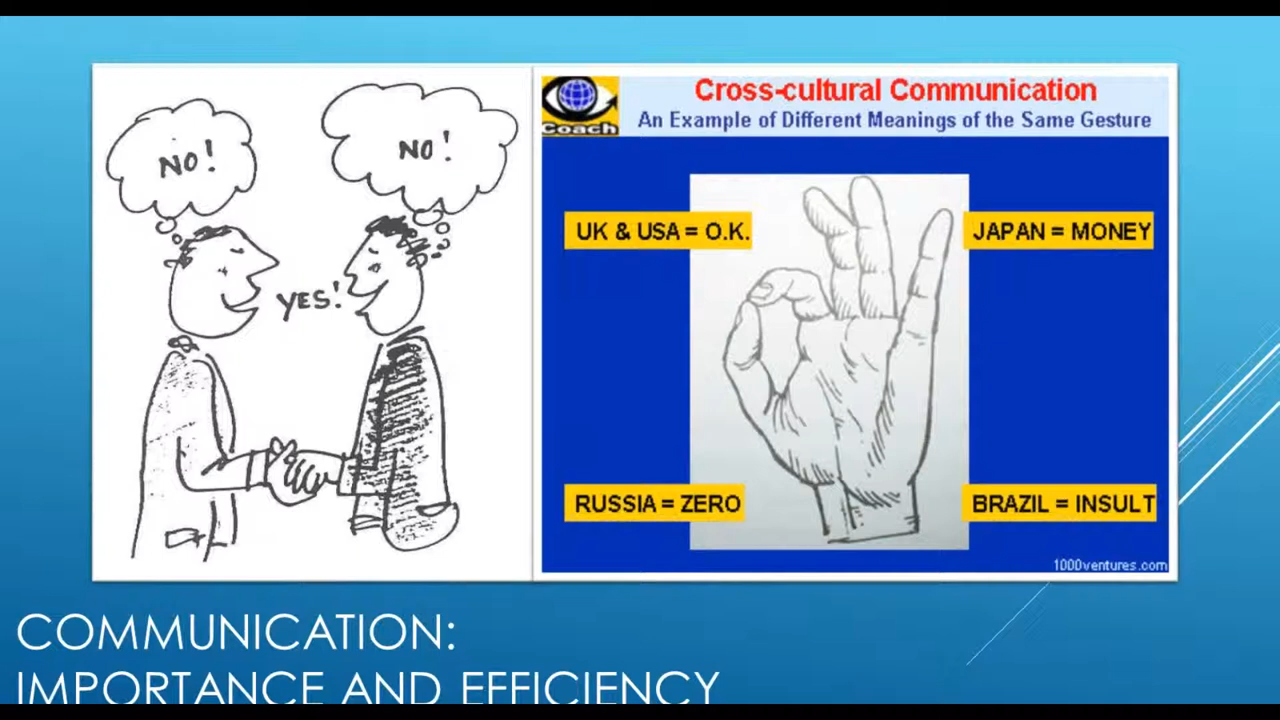 NO!
NO!
YES!
Coach
Cross-cultural Communication
An Example of Different Meanings of the Same Gesture
UK & USA = O.K.
JAPAN = MONEY
RUSSIA = ZERO
BRAZIL = INSULT
1000ventures.com
COMMUNICATION:
IMPORTANCE AND EFFICIENCY